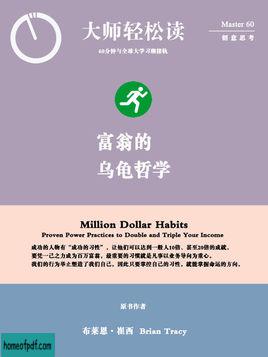 大师轻松读
60分钟与全球大学习潮接轨
Master 60
创意思考
富翁的
乌龟哲学
Million Dollar Habits
Proven Power Practices to Double and Triple Your Income
成功的人物有“成功的习性”,让他们可以达到一般人10倍、甚至20倍的成就。
要凭一己之力成为百万富翁,最重要的习惯就是凡事以业务导向为重心。
我们的行为举止塑造了我们自己,因此只要掌控自己的习性,就能掌握命运的方向。
原书作者
布莱恩·崔西 Brian Tracy
homeofpdf.com